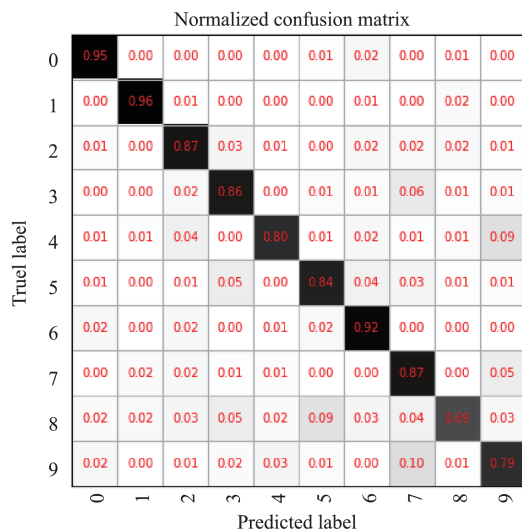 Normalized confusion matrix
0 0.95 0.00 0.00 0.00 0.00 0.01 0.02 0.00 0.01 0.00
1 0.00 0.96 0.01 0.00 0.00 0.00 0.01 0.00 0.02 0.00
2 0.01 0.00 0.87 0.03 0.01 0.00 0.02 0.02 0.02 0.01
3 0.00 0.00 0.02 0.86 0.00 0.01 0.01 0.06 0.01 0.01
4 0.01 0.01 0.04 0.00 0.80 0.01 0.02 0.01 0.01 0.09
5 0.01 0.00 0.01 0.05 0.00 0.84 0.04 0.03 0.01 0.01
6 0.02 0.00 0.02 0.00 0.01 0.02 0.92 0.00 0.00 0.00
7 0.00 0.02 0.02 0.01 0.01 0.00 0.00 0.87 0.00 0.05
8 0.02 0.02 0.03 0.05 0.02 0.09 0.03 0.04 0.69 0.03
9 0.02 0.00 0.01 0.02 0.03 0.01 0.00 0.10 0.01 0.79
0 1 2 3 4 5 6 7 8 9
Truel label
Predicted label